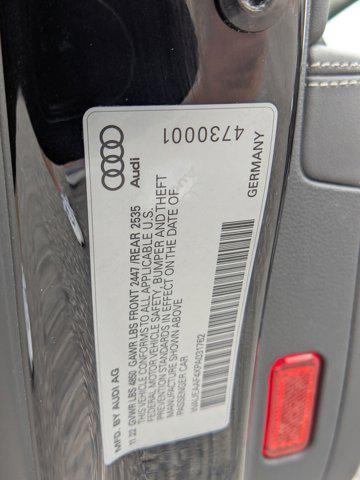 4730001
Audi
GERMANY
MFD. BY AUDI AG
11.22 GVWR LBS 4850 GAWR LBS FRONT 2447 /REAR 2535
THIS VEHICLE CONFORMS TO ALL APPLICABLE U.S.
FEDERAL MOTOR VEHICLE SAFETY, BUMPER AND THEFT
PREVENTION STANDARDS IN EFFECT ON THE DATE OF
MANUFACTURE SHOWN ABOVE
PASSENGER CAR